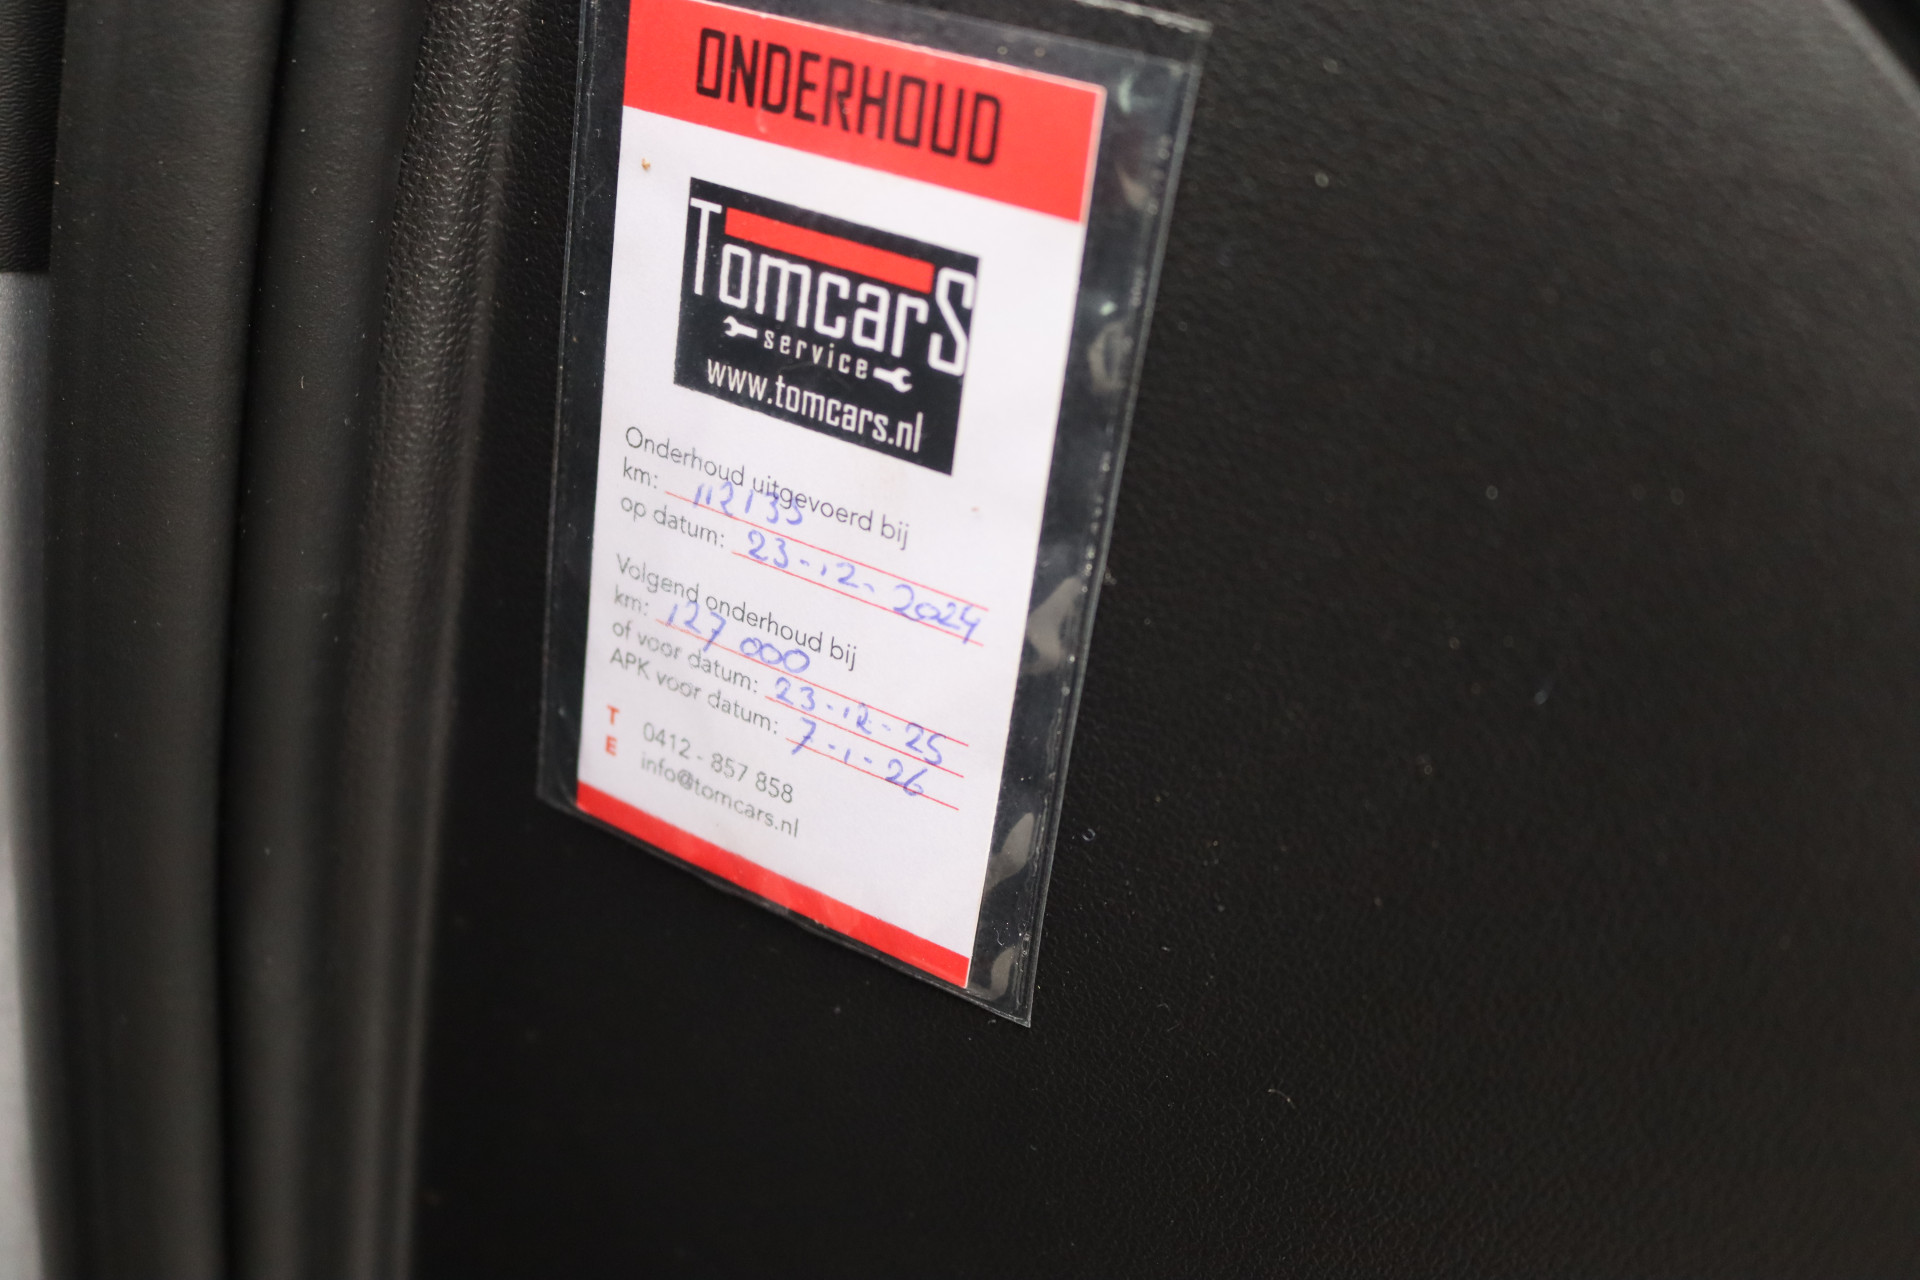 ONDERHOUD
TomcarS
service
www.tomcars.nl
Onderhoud uitgevoerd bij
km: 112135
op datum: 23-12-2024
Volgend onderhoud bij
km: 127 000
of voor datum: 23-12-25
APK voor datum: 7-1-26
T 0412 - 857 858
E info@tomcars.nl